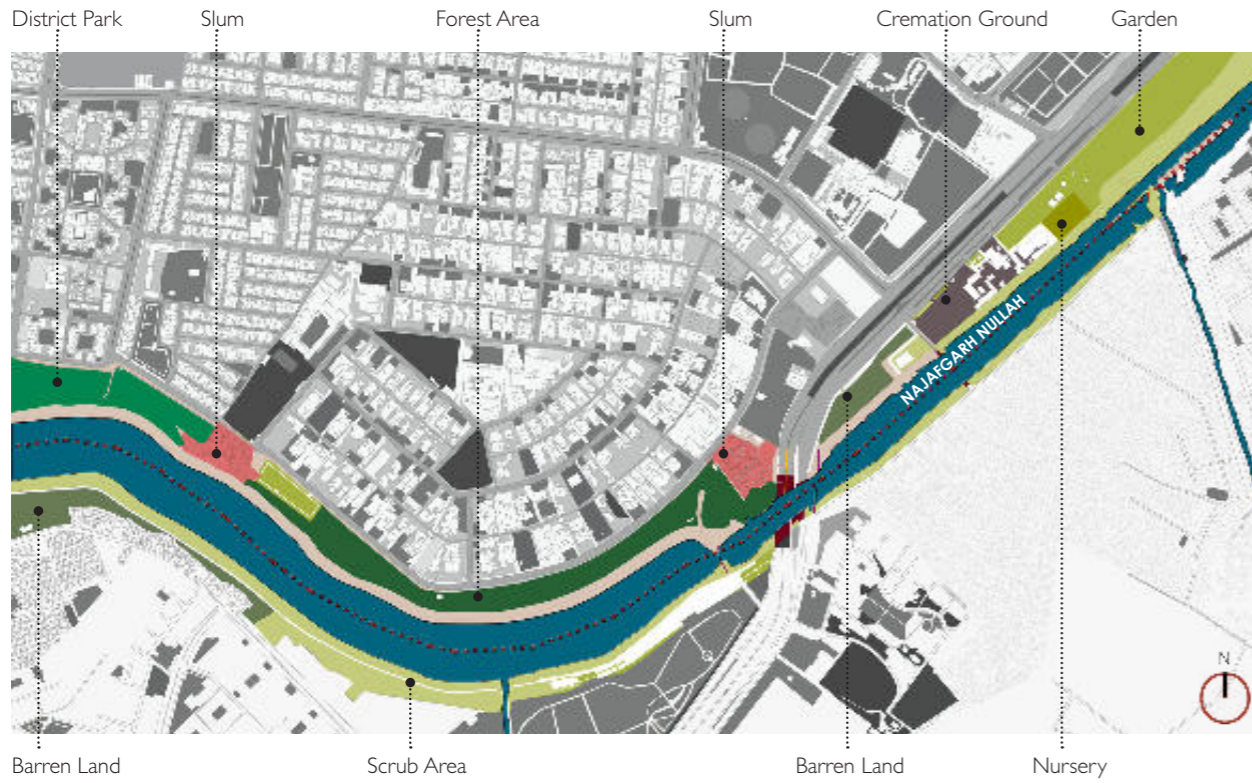 District Park
Slum
Forest Area
Slum
Cremation Ground
Garden
NAJAFGARH NULLAH
N
Barren Land
Scrub Area
Barren Land
Nursery